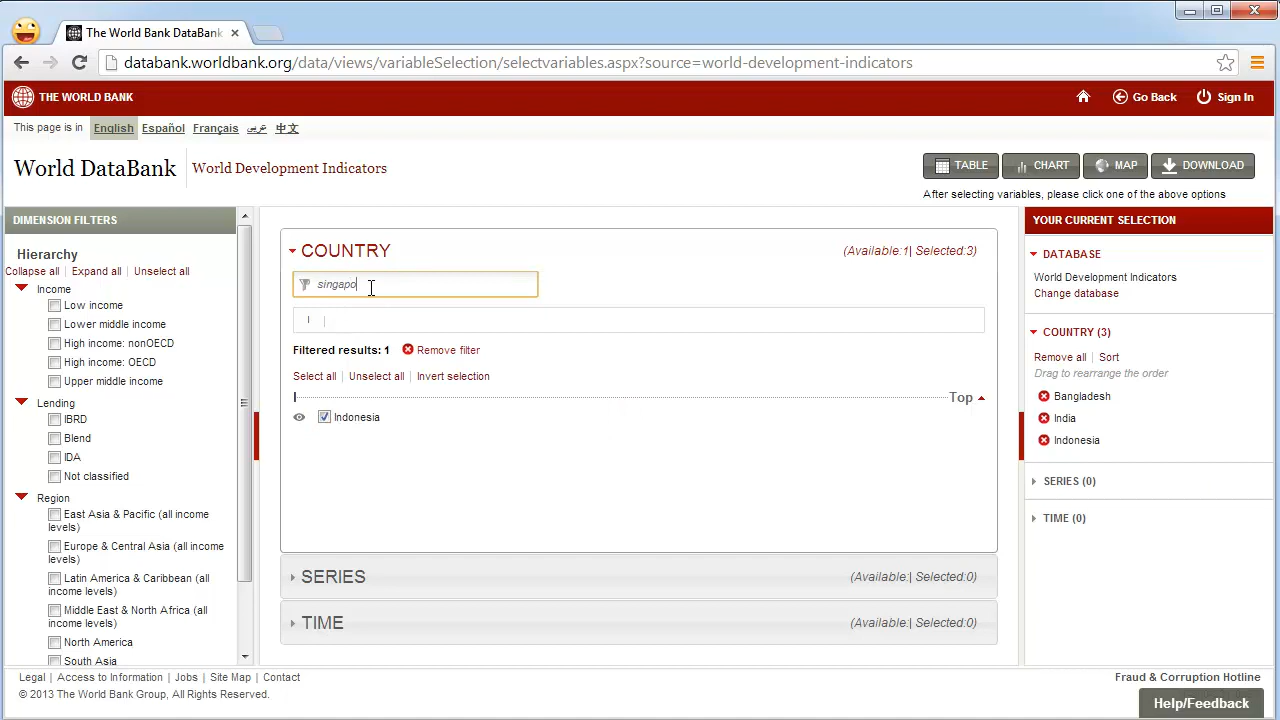 The World Bank DataBank
databank.worldbank.org/data/views/variableSelection/selectvariables.aspx?source=world-development-indicators
THE WORLD BANK
Go Back
Sign In
This page is in English Español Français عربي 中文
World DataBank World Development Indicators
TABLE CHART MAP DOWNLOAD
After selecting variables, please click one of the above options
DIMENSION FILTERS
Hierarchy
Collapse all | Expand all | Unselect all
Income
Low income
Lower middle income
High income: nonOECD
High income: OECD
Upper middle income
Lending
IBRD
Blend
IDA
Not classified
Region
East Asia & Pacific (all income
levels)
Europe & Central Asia (all income
levels)
Latin America & Caribbean (all
income levels)
Middle East & North Africa (all
income levels)
North America
South Asia
COUNTRY (Available:1| Selected:3)
singapo
I |
Filtered results: 1 Remove filter
Select all | Unselect all | Invert selection
I
Top
Indonesia
SERIES (Available:| Selected:0)
TIME (Available:| Selected:0)
YOUR CURRENT SELECTION
DATABASE
World Development Indicators
Change database
COUNTRY (3)
Remove all | Sort
Drag to rearrange the order
Bangladesh
India
Indonesia
SERIES (0)
TIME (0)
Legal | Access to Information | Jobs | Site Map | Contact
© 2013 The World Bank Group, All Rights Reserved.
Fraud & Corruption Hotline
Help/Feedback